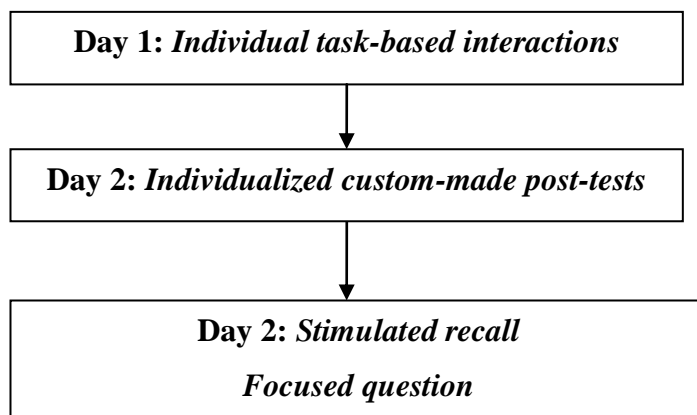 Day 1: Individual task-based interactions
Day 2: Individualized custom-made post-tests
Day 2: Stimulated recall
Focused question